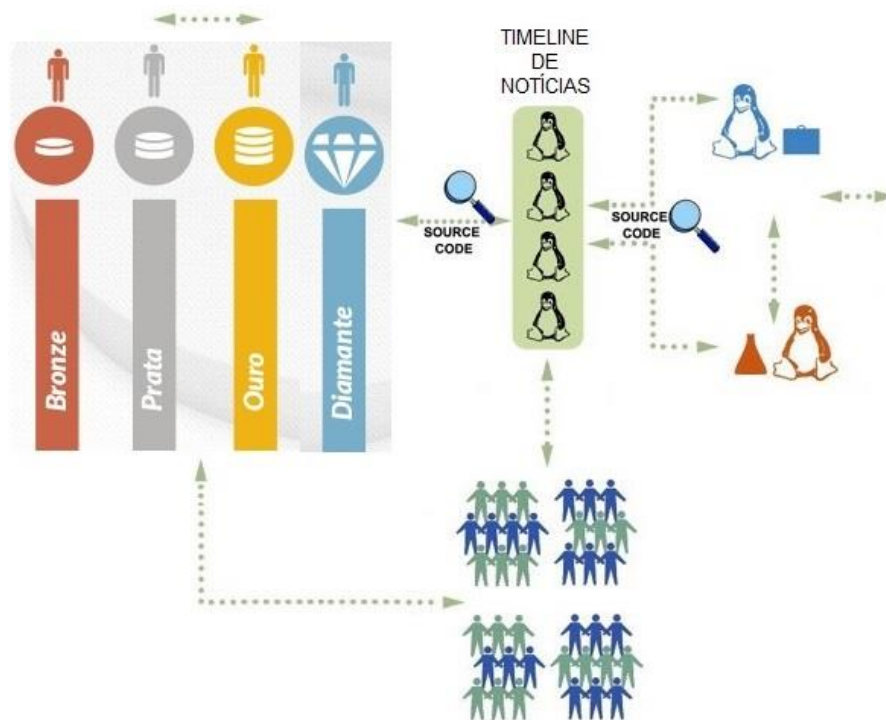 TIMELINE
DE
NOTÍCIAS
SOURCE
CODE
SOURCE
CODE
Bronze
Prata
Ouro
Diamante